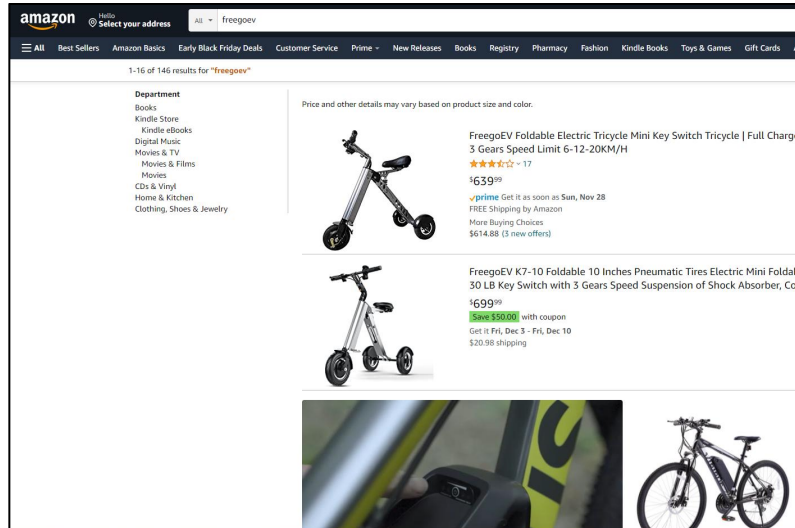 amazon
Hello
Select your address
All
freegoev
All
Best Sellers
Amazon Basics
Early Black Friday Deals
Customer Service
Prime
New Releases
Books
Registry
Pharmacy
Fashion
Kindle Books
Toys & Games
Gift Cards
1-16 of 146 results for "freegoev"
Department
Books
Kindle Store
Kindle eBooks
Digital Music
Movies & TV
Movies & Films
Movies
CDs & Vinyl
Home & Kitchen
Clothing, Shoes & Jewelry
Price and other details may vary based on product size and color.
FreegoEV Foldable Electric Tricycle Mini Key Switch Tricycle | Full Charg
3 Gears Speed Limit 6-12-20KM/H
17
$639.99
prime Get it as soon as Sun, Nov 28
FREE Shipping by Amazon
More Buying Choices
$614.88 (3 new offers)
FreegoEV K7-10 Foldable 10 Inches Pneumatic Tires Electric Mini Folda
30 LB Key Switch with 3 Gears Speed Suspension of Shock Absorber, Co
$699.99
Save $50.00 with coupon
Get it Fri, Dec 3 - Fri, Dec 10
$20.98 shipping